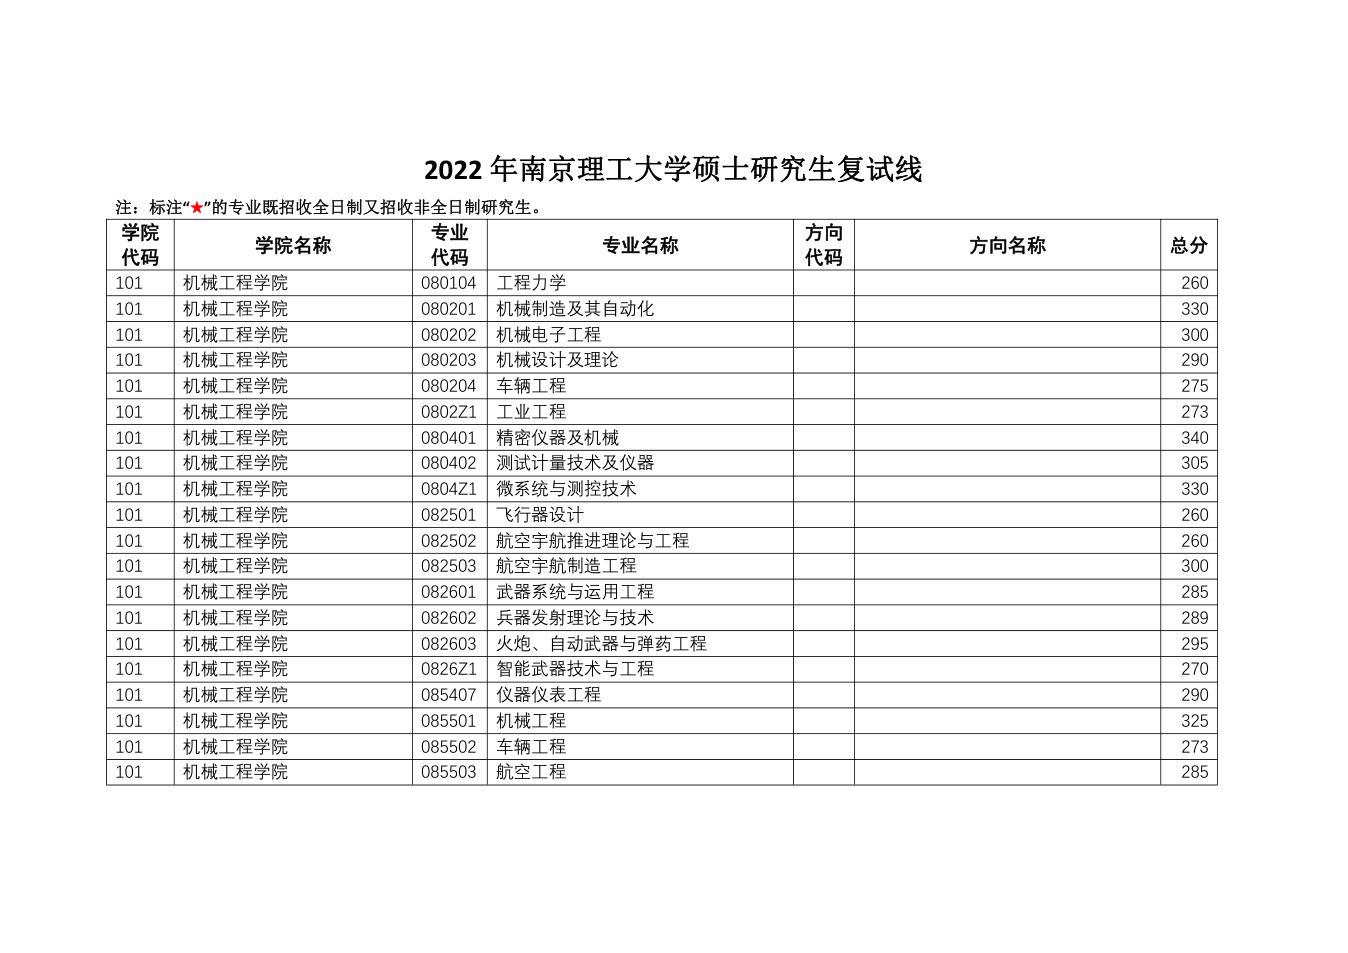 2022 年南京理工大学硕士研究生复试线
注：标注“★”的专业既招收全日制又招收非全日制研究生。
学院代码 学院名称 专业代码 专业名称 方向代码 方向名称 总分
101 机械工程学院 080104 工程力学 260
101 机械工程学院 080201 机械制造及其自动化 330
101 机械工程学院 080202 机械电子工程 300
101 机械工程学院 080203 机械设计及理论 290
101 机械工程学院 080204 车辆工程 275
101 机械工程学院 0802Z1 工业工程 273
101 机械工程学院 080401 精密仪器及机械 340
101 机械工程学院 080402 测试计量技术及仪器 305
101 机械工程学院 0804Z1 微系统与测控技术 330
101 机械工程学院 082501 飞行器设计 260
101 机械工程学院 082502 航空宇航推进理论与工程 260
101 机械工程学院 082503 航空宇航制造工程 300
101 机械工程学院 082601 武器系统与运用工程 285
101 机械工程学院 082602 兵器发射理论与技术 289
101 机械工程学院 082603 火炮、自动武器与弹药工程 295
101 机械工程学院 0826Z1 智能武器技术与工程 270
101 机械工程学院 085407 仪器仪表工程 290
101 机械工程学院 085501 机械工程 325
101 机械工程学院 085502 车辆工程 273
101 机械工程学院 085503 航空工程 285